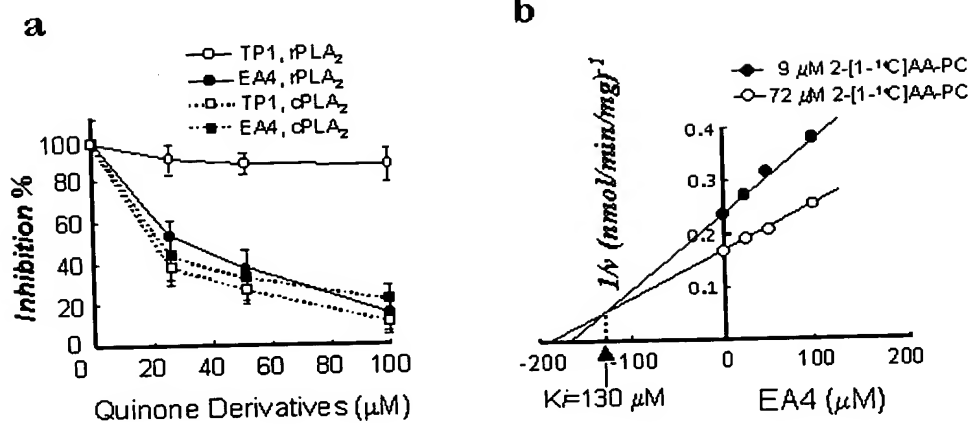 a
TP1, rPLA₂
EA4, rPLA₂
TP1, cPLA₂
EA4, cPLA₂
Inhibition %
100
80
60
40
20
0
0 20 40 60 80 100
Quinone Derivatives (μM)
b
9 μM 2-[1-¹⁴C]AA-PC
72 μM 2-[1-¹⁴C]AA-PC
1/v (nmol/min/mg)⁻¹
0.4
0.3
0.2
0.1
-200 -100 0 100 200
Ki=130 μM
EA4 (μM)